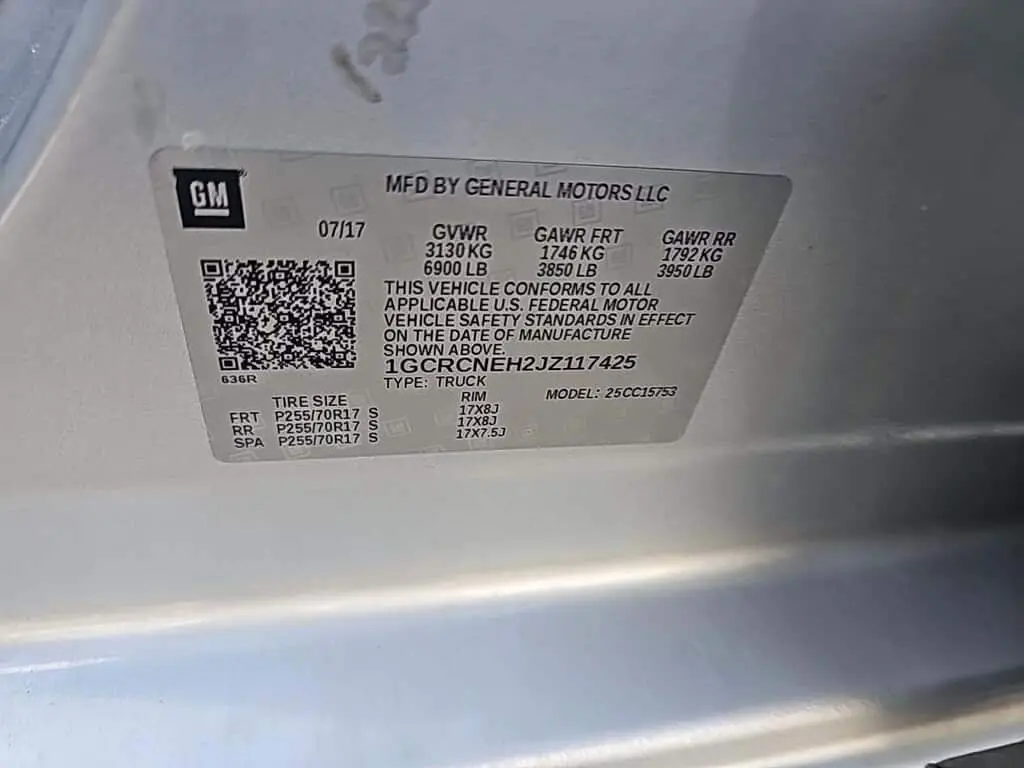 GM
MFD BY GENERAL MOTORS LLC
07/17 GVWR GAWR FRT GAWR RR
3130 KG 1746 KG 1792 KG
6900 LB 3850 LB 3950 LB
THIS VEHICLE CONFORMS TO ALL
APPLICABLE U.S. FEDERAL MOTOR
VEHICLE SAFETY STANDARDS IN EFFECT
ON THE DATE OF MANUFACTURE
SHOWN ABOVE.
1GCRCNEH2JZ117425
636R
TYPE: TRUCK
MODEL: 25CC15753
TIRE SIZE RIM
FRT P255/70R17 S 17X8J
RR P255/70R17 S 17X8J
SPA P255/70R17 S 17X7.5J